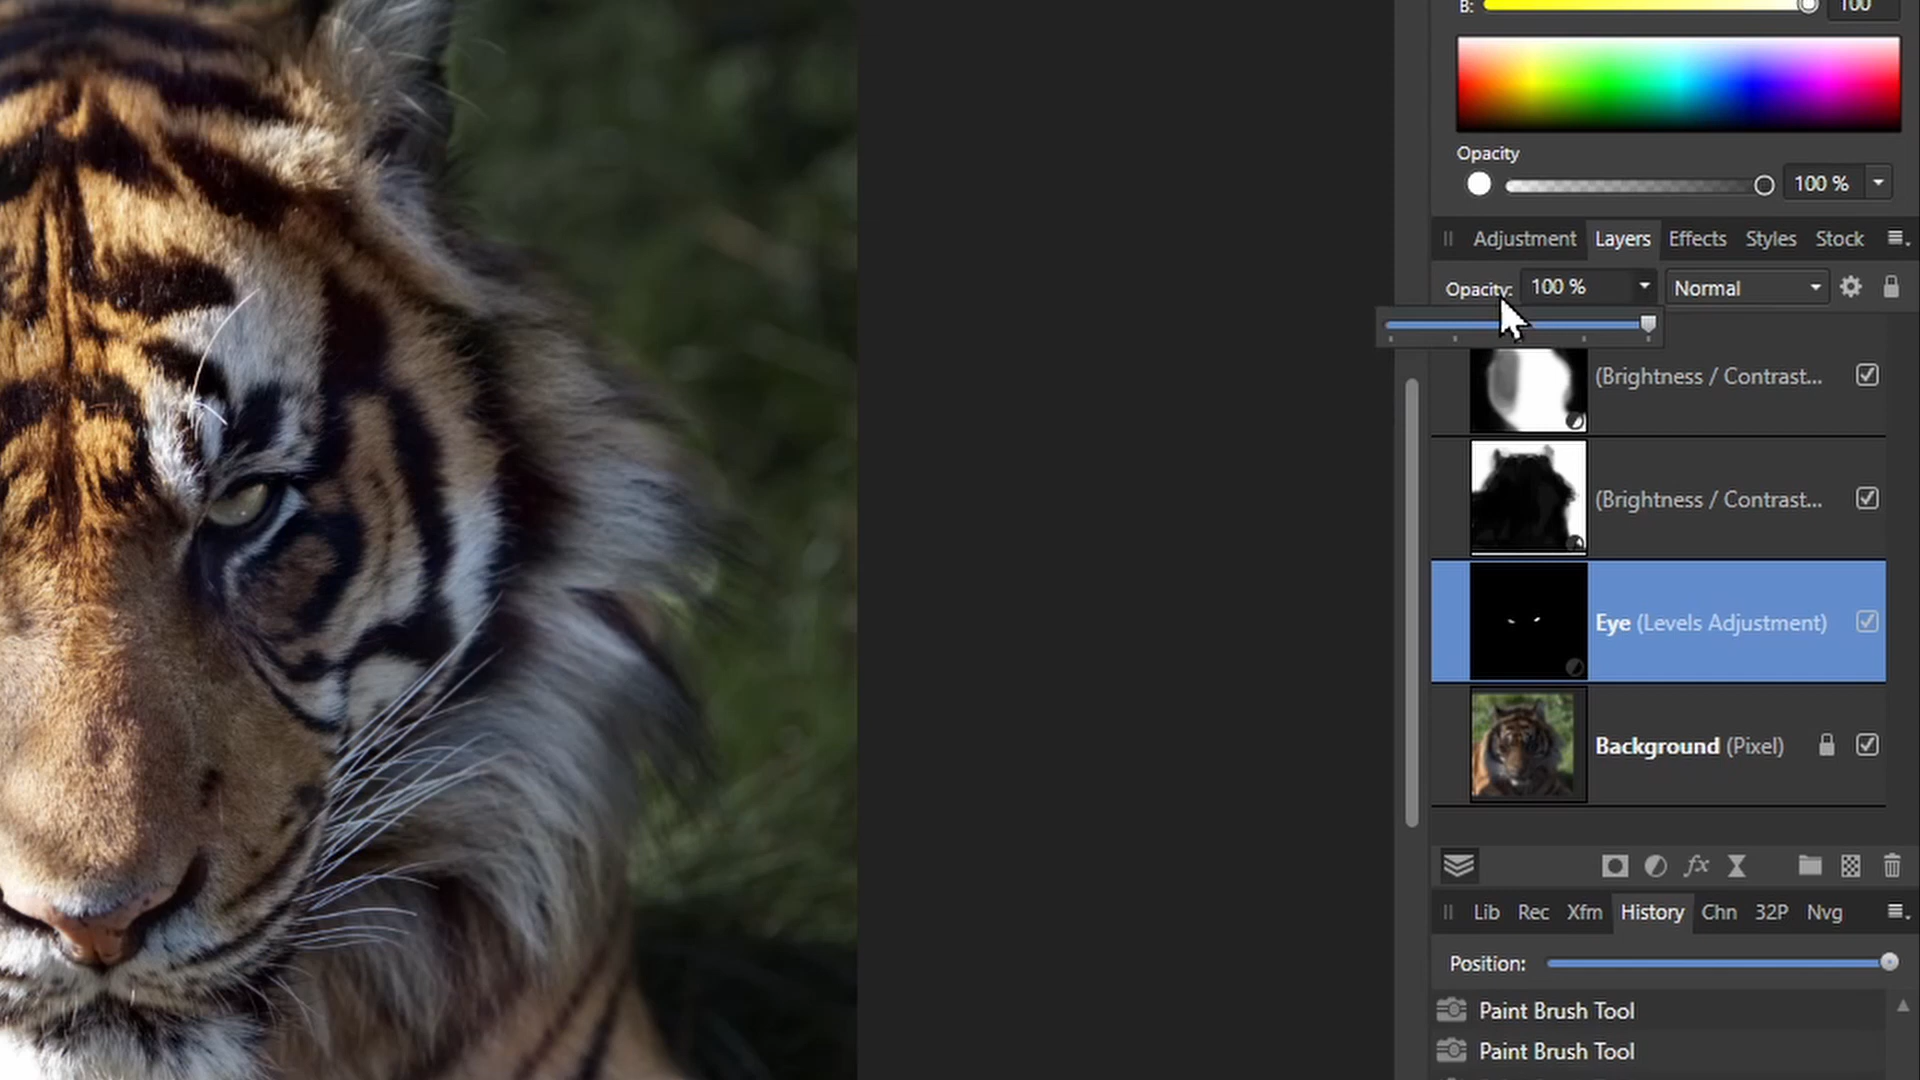 B: 100
Opacity
100 %
Adjustment Layers Effects Styles Stock
Opacity: 100 % Normal
(Brightness / Contrast...
(Brightness / Contrast...
Eye (Levels Adjustment)
Background (Pixel)
fx
Lib Rec Xfm History Chn 32P Nvg
Position:
Paint Brush Tool
Paint Brush Tool